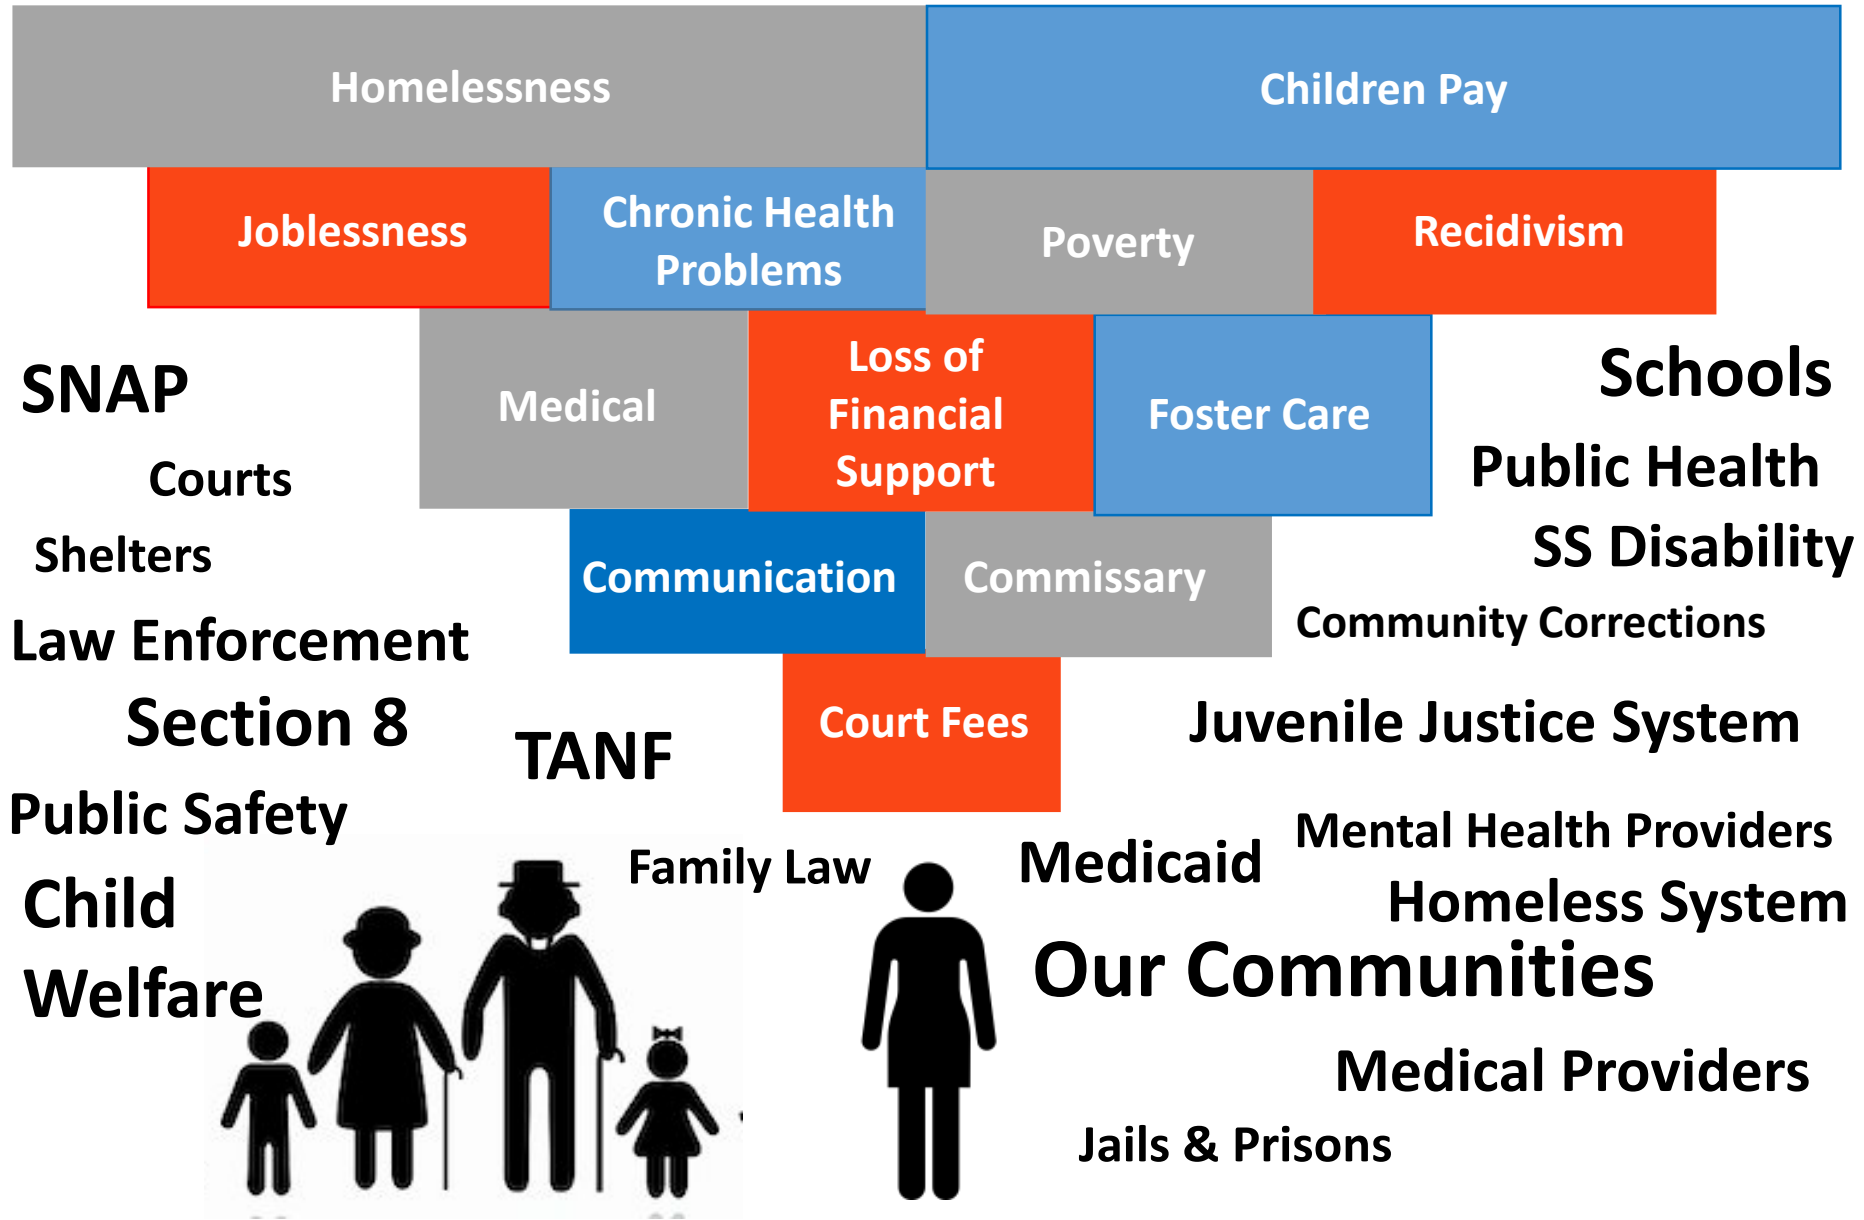 Homelessness
Children Pay
Joblessness
Chronic Health
Problems
Poverty
Recidivism
Medical
Loss of
Financial
Support
Foster Care
Communication
Commissary
Court Fees
SNAP
Courts
Shelters
Law Enforcement
Section 8
TANF
Public Safety
Family Law
Child
Welfare
Schools
Public Health
SS Disability
Community Corrections
Juvenile Justice System
Mental Health Providers
Medicaid
Homeless System
Our Communities
Medical Providers
Jails & Prisons